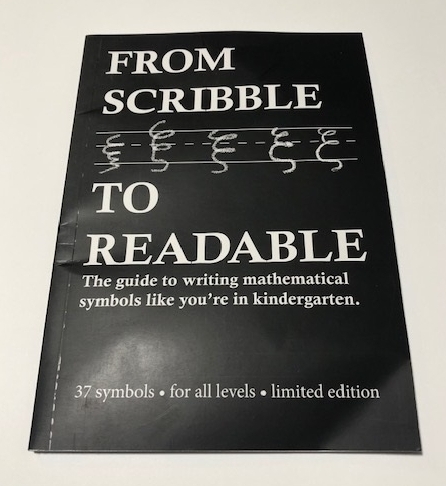 FROM
SCRIBBLE
ξ ξ ξ ξ ξ
TO
READABLE
The guide to writing mathematical
symbols like you're in kindergarten.
37 symbols • for all levels • limited edition